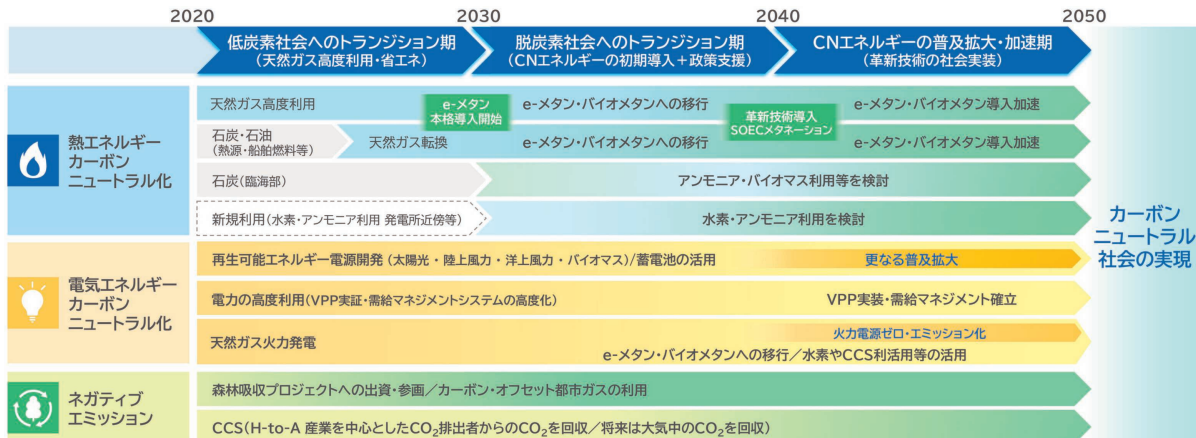 2020
2030
2040
2050
低炭素社会へのトランジション期
(天然ガス高度利用・省エネ)
脱炭素社会へのトランジション期
(CNエネルギーの初期導入+政策支援)
CNエネルギーの普及拡大・加速期
(革新技術の社会実装)
熱エネルギー
カーボン
ニュートラル化
天然ガス高度利用
e-メタン
本格導入開始
e-メタン・バイオメタンへの移行
革新技術導入
SOECメタネーション
e-メタン・バイオメタン導入加速
石炭・石油
(熱源・船舶燃料等)
天然ガス転換
e-メタン・バイオメタンへの移行
e-メタン・バイオメタン導入加速
石炭(臨海部)
アンモニア・バイオマス利用等を検討
新規利用(水素・アンモニア利用 発電所近傍等)
水素・アンモニア利用を検討
電気エネルギー
カーボン
ニュートラル化
再生可能エネルギー電源開発 (太陽光・陸上風力・洋上風力・バイオマス)/蓄電池の活用
更なる普及拡大
電力の高度利用(VPP実証・需給マネジメントシステムの高度化)
VPP実装・需給マネジメント確立
天然ガス火力発電
火力電源ゼロ・エミッション化
e-メタン・バイオメタンへの移行/水素やCCS利活用等の活用
ネガティブ
エミッション
森林吸収プロジェクトへの出資・参画/カーボン・オフセット都市ガスの利用
CCS(H-to-A 産業を中心としたCO₂排出者からのCO₂を回収/将来は大気中のCO₂を回収)
カーボン
ニュートラル
社会の実現